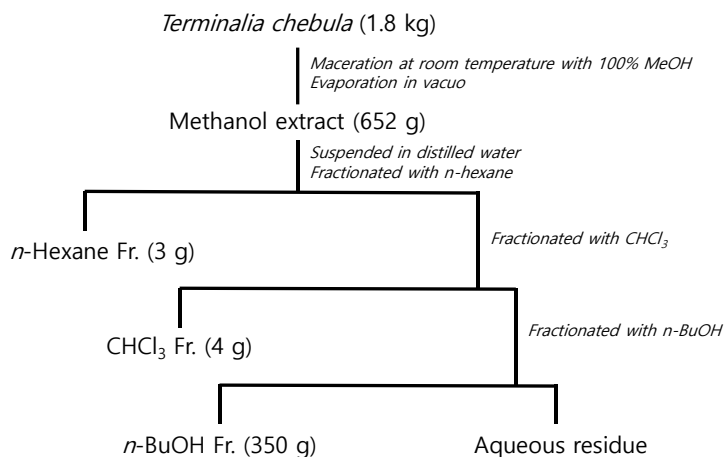 Terminalia chebula (1.8 kg)
Maceration at room temperature with 100% MeOH
Evaporation in vacuo
Methanol extract (652 g)
Suspended in distilled water
Fractionated with n-hexane
n-Hexane Fr. (3 g)
Fractionated with CHCl₃
CHCl₃ Fr. (4 g)
Fractionated with n-BuOH
n-BuOH Fr. (350 g)
Aqueous residue